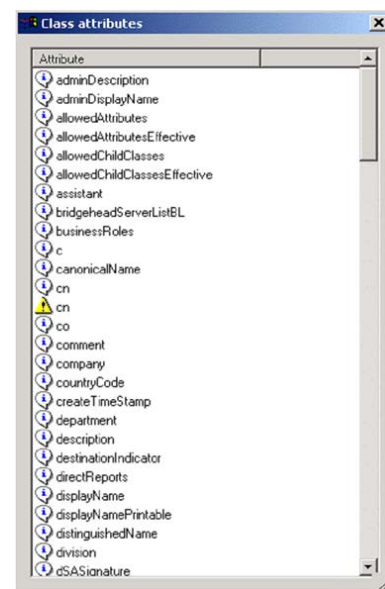 Class attributes
Attribute
adminDescription
adminDisplayName
allowedAttributes
allowedAttributesEffective
allowedChildClasses
allowedChildClassesEffective
assistant
bridgeheadServerListBL
businessRoles
c
canonicalName
cn
cn
co
comment
company
countryCode
createTimeStamp
department
description
destinationIndicator
directReports
displayName
displayNamePrintable
distinguishedName
division
dSASignature